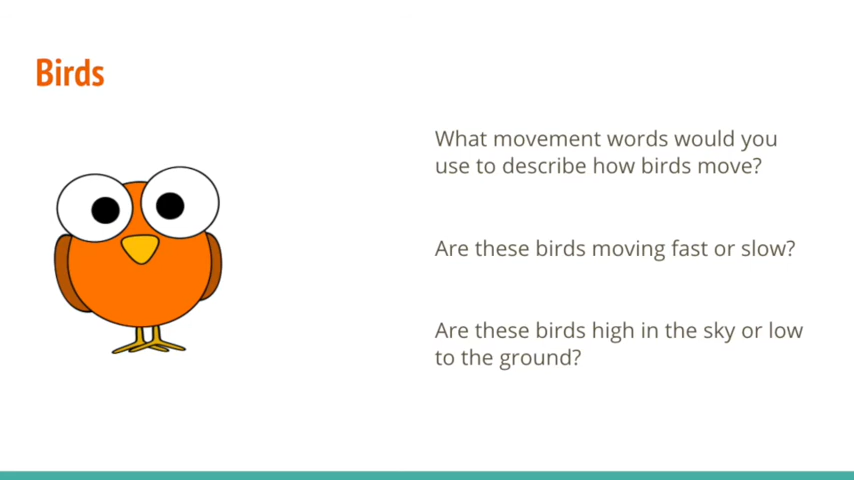 Birds
What movement words would you
use to describe how birds move?
Are these birds moving fast or slow?
Are these birds high in the sky or low
to the ground?